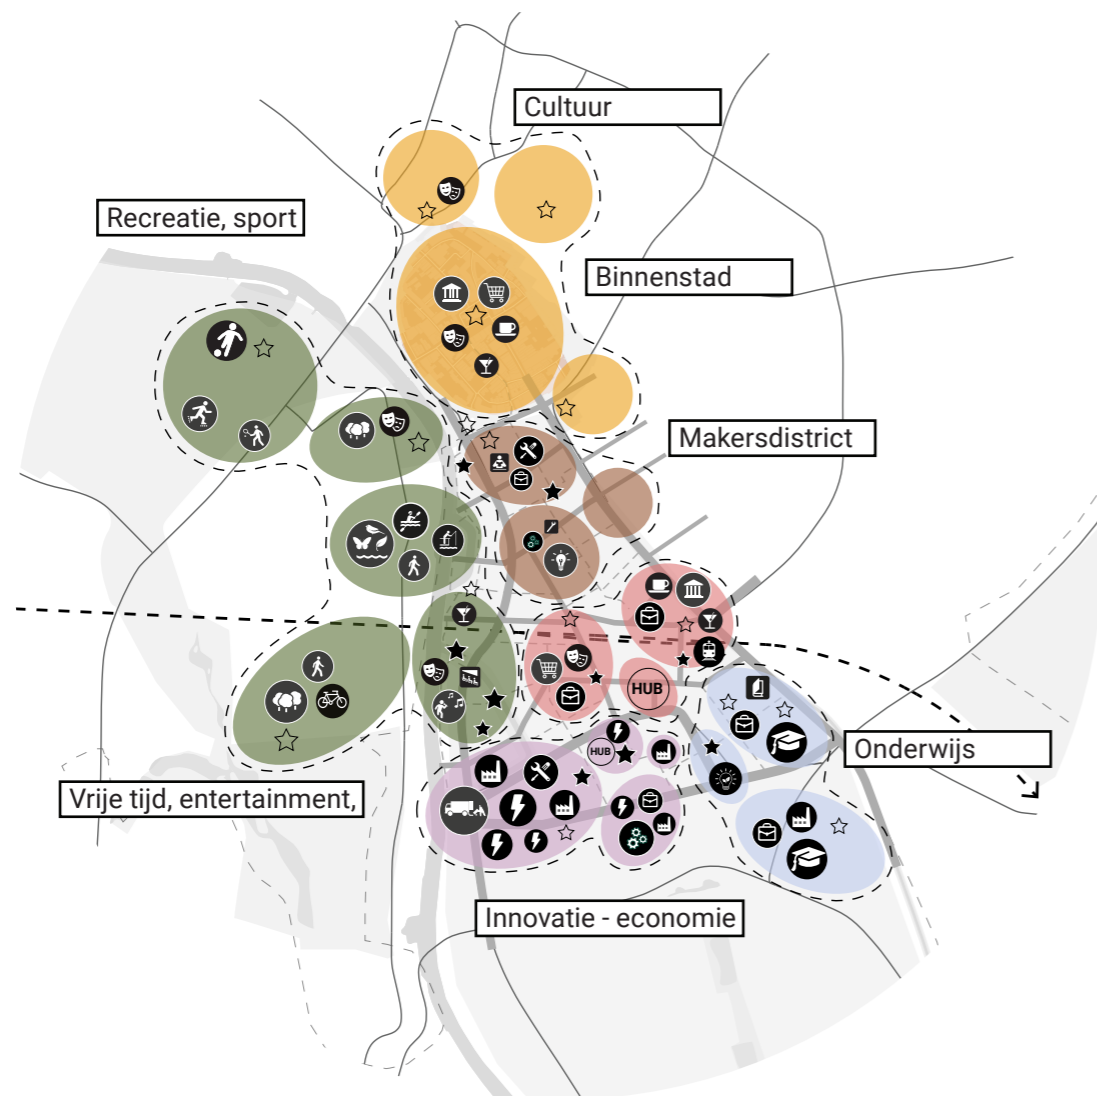 Cultuur
Recreatie, sport
Binnenstad
Makersdistrict
HUB
HUB
Onderwijs
Vrije tijd, entertainment,
Innovatie - economie